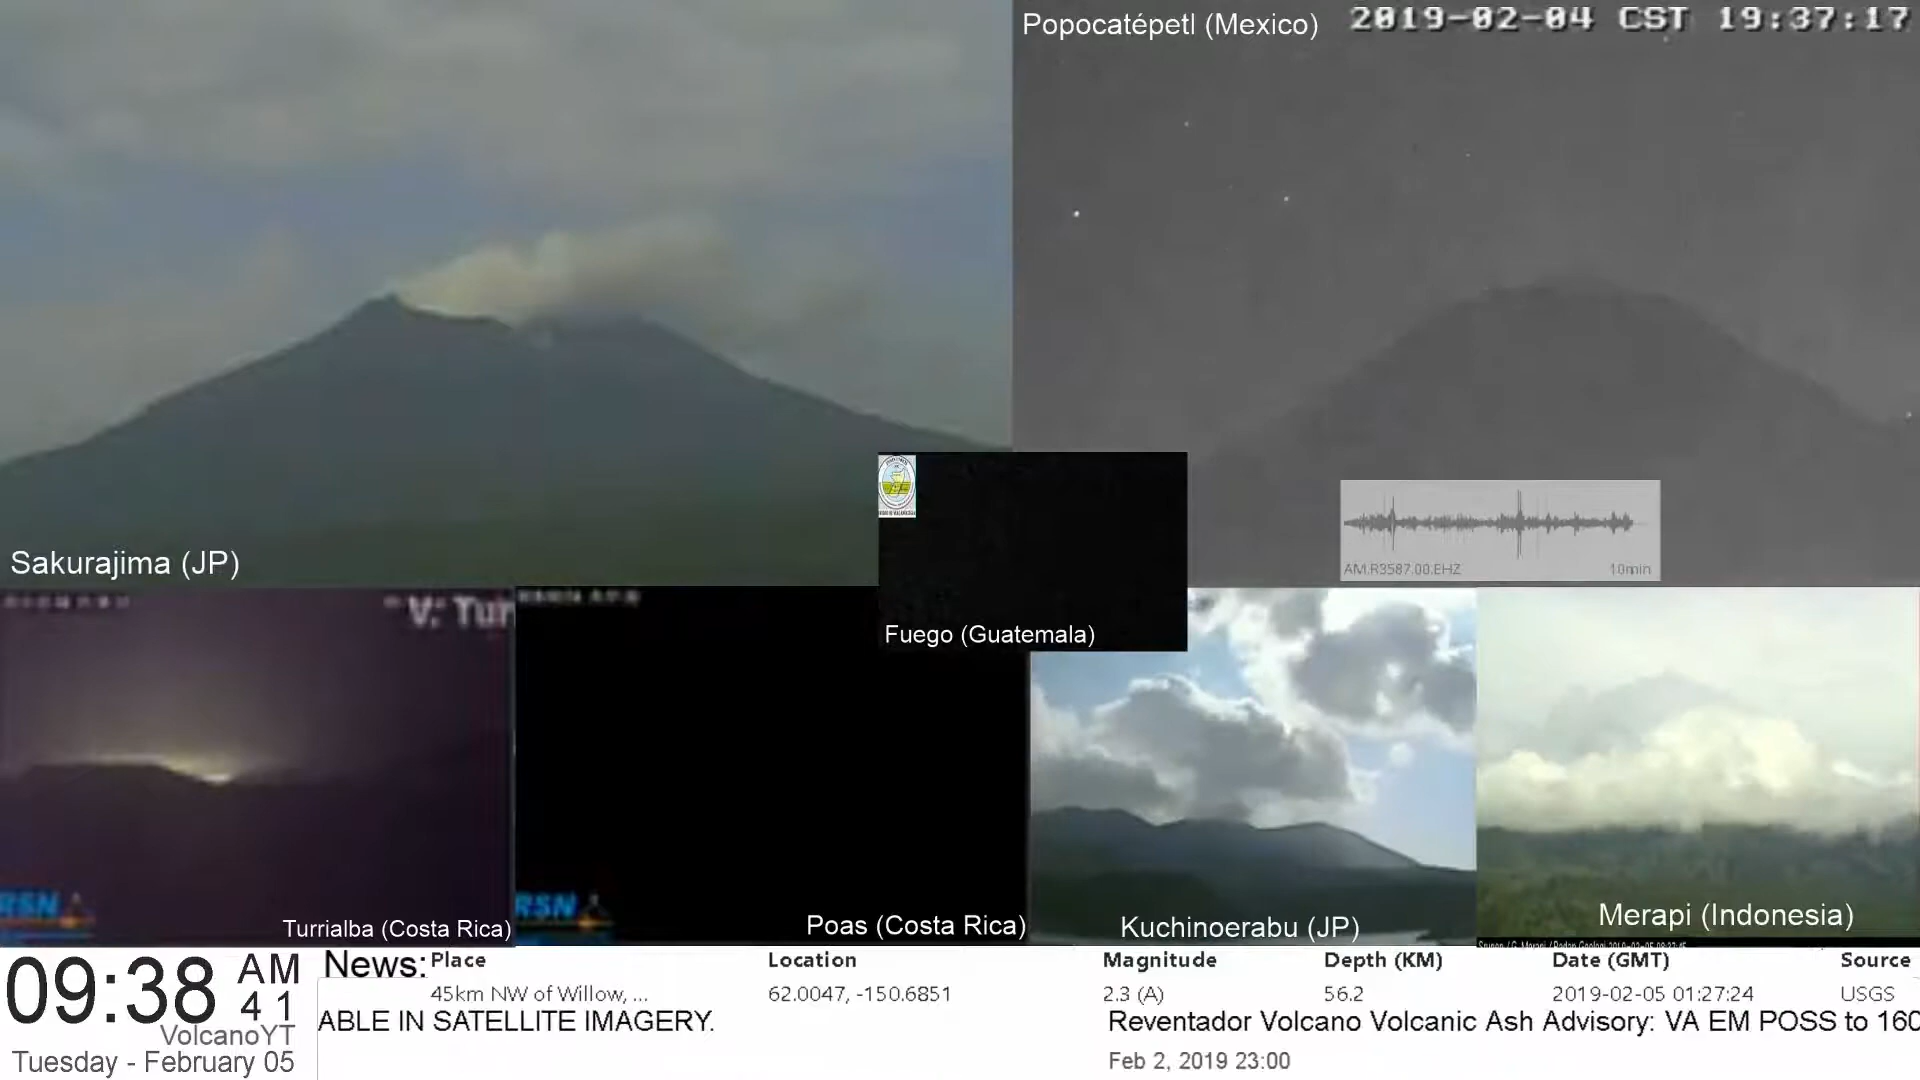 Popocatépetl (Mexico)
2019-02-04 CST 19:37:17
Sakurajima (JP)
AM.R3587.00.EHZ
10min
Fuego (Guatemala)
V. Tur
RSN
Turrialba (Costa Rica)
RSN
Poas (Costa Rica)
Kuchinoerabu (JP)
Merapi (Indonesia)
09:38 AM
41
VolcanoYT
Tuesday - February 05
News:
Place Location Magnitude Depth (KM) Date (GMT) Source
45km NW of Willow, ... 62.0047, -150.6851 2.3 (A) 56.2 2019-02-05 01:27:24 USGS
ABLE IN SATELLITE IMAGERY. Reventador Volcano Volcanic Ash Advisory: VA EM POSS to 160
Feb 2, 2019 23:00